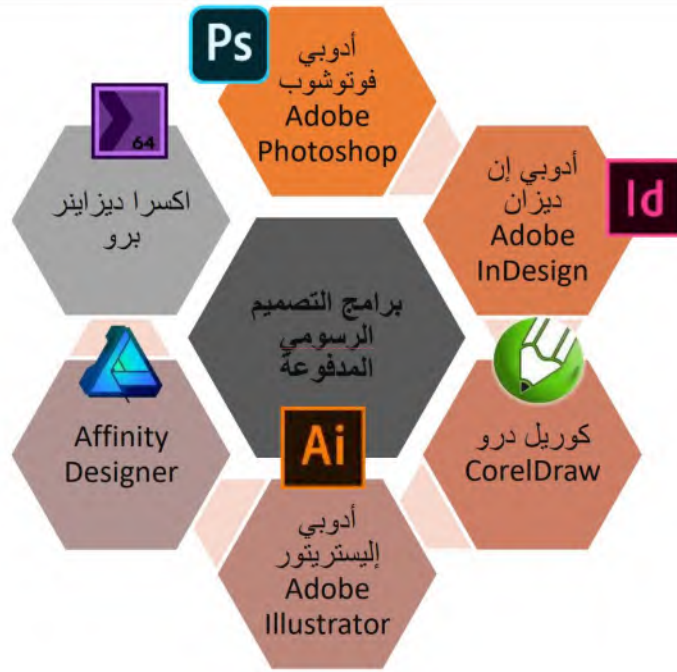 Ps
أدوبي
فوتوشوب
Adobe
Photoshop
أدوبي إن
ديزان
Adobe
InDesign
Id
كوريل درو
CorelDraw
Ai
أدوبي
إليستريتور
Adobe
Illustrator
Affinity
Designer
64
اكسرا ديزاينر
برو
برامج التصميم
الرسومي
المدفوعة